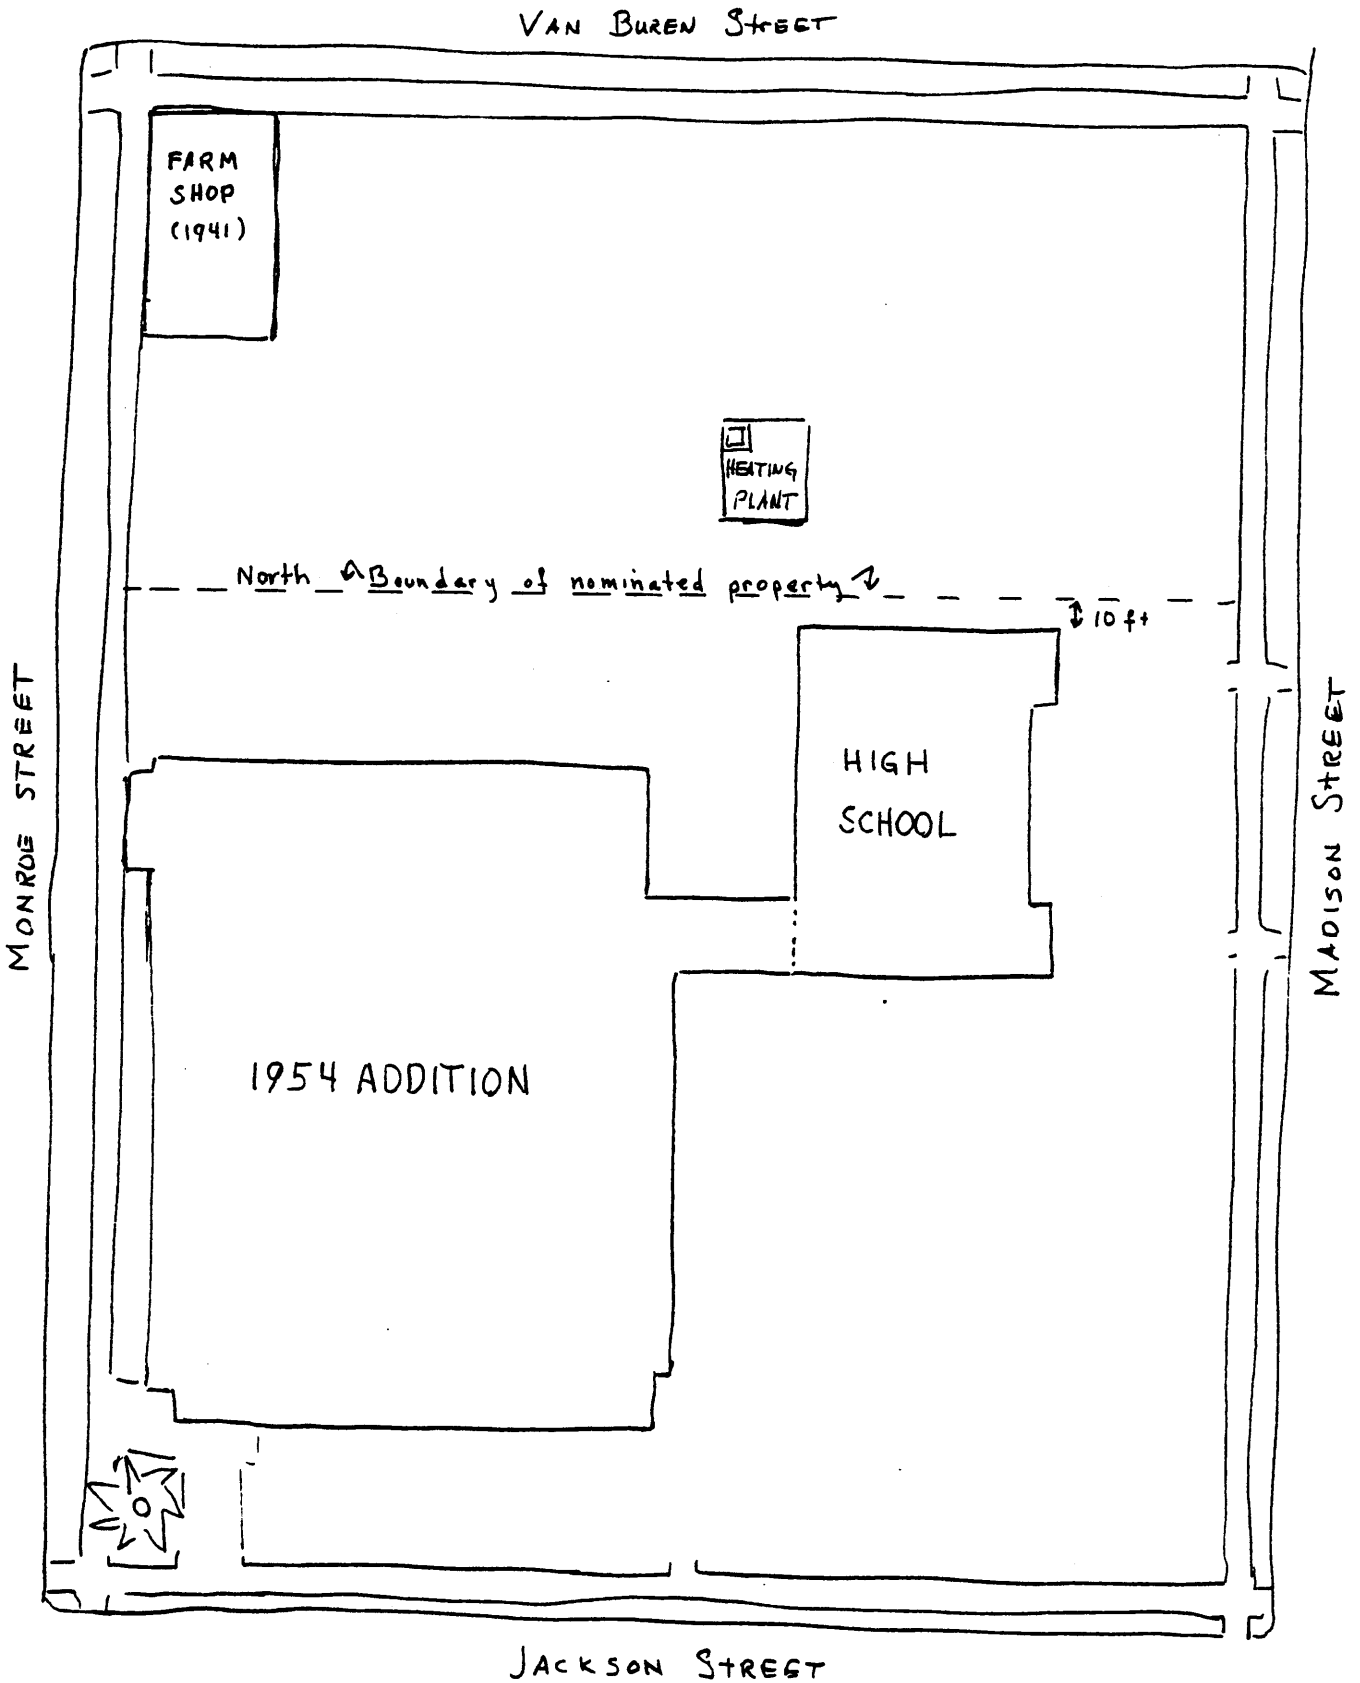 VAN BUREN STREET
FARM
SHOP
(1941)
HEATING
PLANT
North Boundary of nominated property
10 ft
HIGH
SCHOOL
MONROE STREET
MADISON STREET
1954 ADDITION
JACKSON STREET